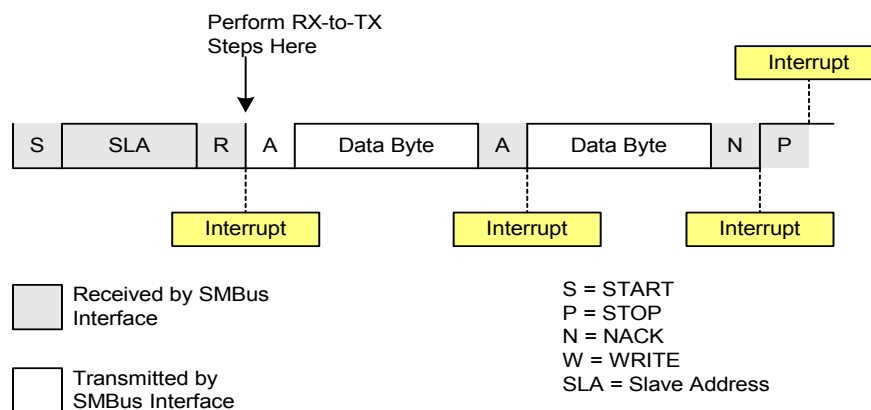 Perform RX-to-TX
Steps Here
Interrupt
S SLA R A Data Byte A Data Byte N P
Interrupt Interrupt Interrupt
Received by SMBus
Interface
Transmitted by
SMBus Interface
S = START
P = STOP
N = NACK
W = WRITE
SLA = Slave Address